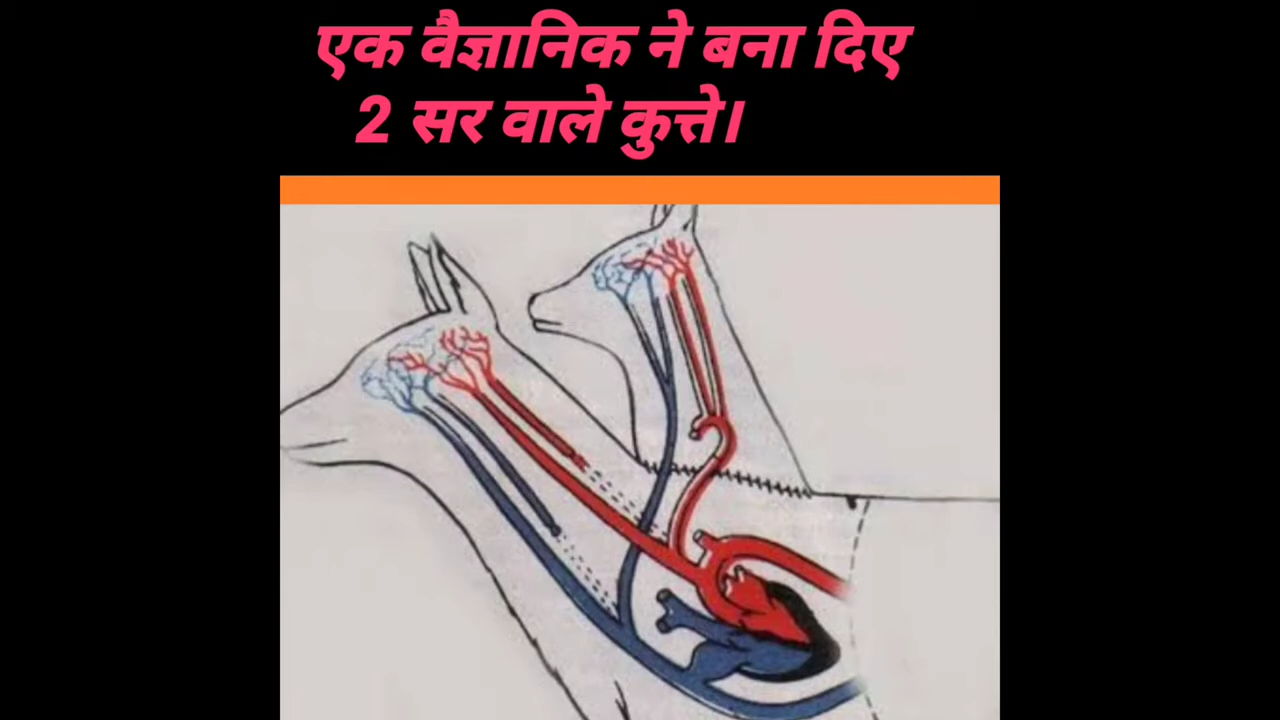 एक वैज्ञानिक ने बना दिए
2 सर वाले कुत्ते।